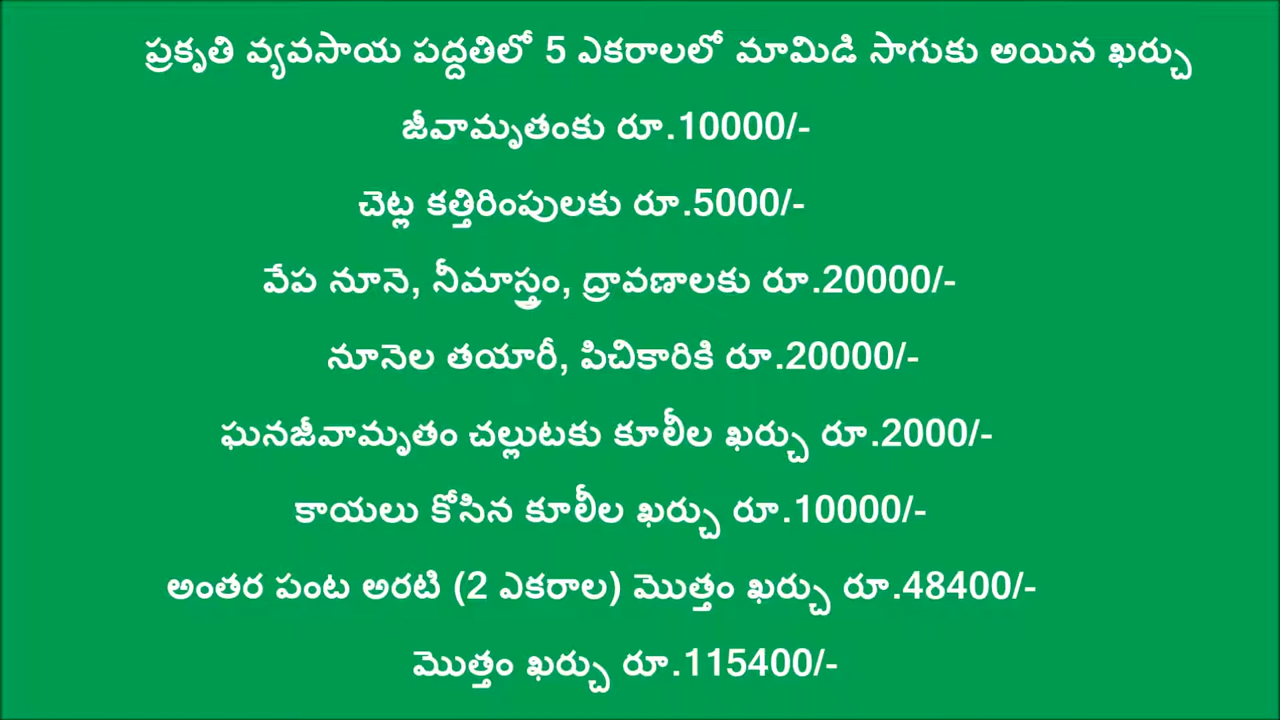 ప్రకృతి వ్యవసాయ పద్దతిలో 5 ఎకరాలలో మామిడి సాగుకు అయిన ఖర్చు
జీవామృతంకు రూ.10000/-
చెట్ల కత్తిరింపులకు రూ.5000/-
వేప నూనె, నీమాస్త్రం, ద్రావణాలకు రూ.20000/-
నూనెల తయారీ, పిచికారికి రూ.20000/-
ఘనజీవామృతం చల్లుటకు కూలీల ఖర్చు రూ.2000/-
కాయలు కోసిన కూలీల ఖర్చు రూ.10000/-
అంతర పంట అరటి (2 ఎకరాల) మొత్తం ఖర్చు రూ.48400/-
మొత్తం ఖర్చు రూ.115400/-